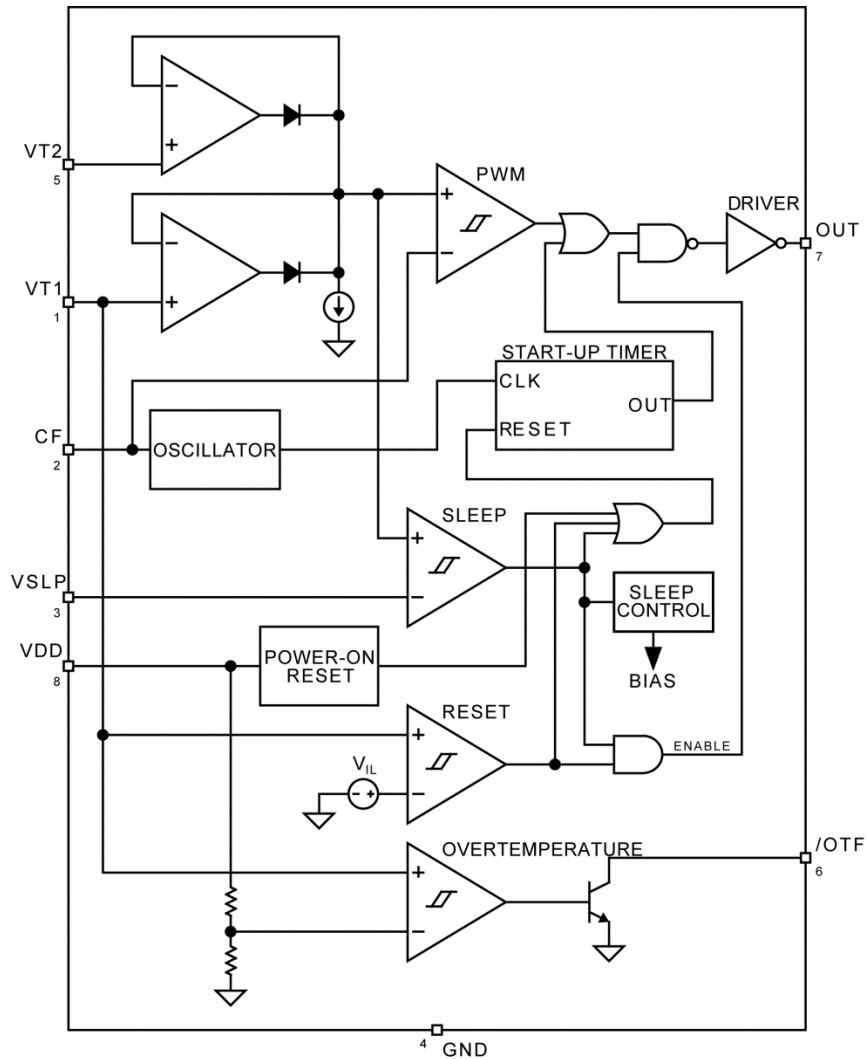 VT2
5
−
+
PWM
+
−
DRIVER
OUT
7
VT1
1
−
+
START-UP TIMER
CLK
OUT
RESET
CF
2
OSCILLATOR
SLEEP
+
−
VSLP
3
SLEEP
CONTROL
VDD
8
POWER-ON
RESET
BIAS
RESET
+
−
VIL
− +
ENABLE
OVERTEMPERATURE
+
−
/OTF
6
4
GND